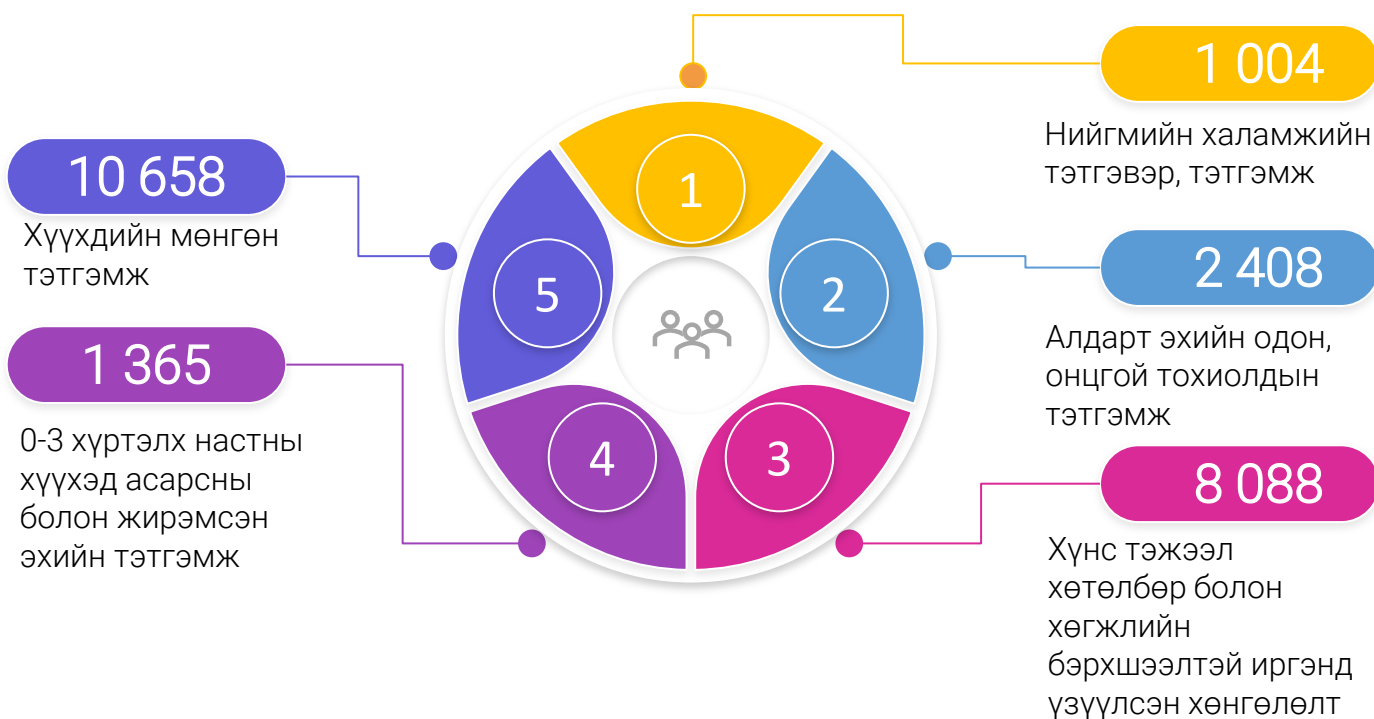 1 004
Нийгмийн халамжийн
тэтгэвэр, тэтгэмж
10 658
Хүүхдийн мөнгөн
тэтгэмж
1
5
2
2 408
Алдарт эхийн одон,
онцгой тохиолдын
тэтгэмж
1 365
0-3 хүртэлх настны
хүүхэд асарсны
болон жирэмсэн
эхийн тэтгэмж
4
3
8 088
Хүнс тэжээл
хөтөлбөр болон
хөгжлийн
бэрхшээлтэй иргэнд
үзүүлсэн хөнгөлөлт